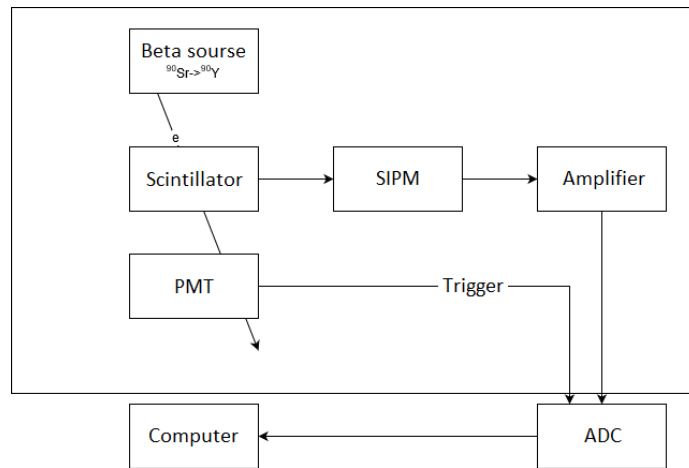 Beta sourse
⁹⁰Sr->⁹⁰Y
e
Scintillator
SIPM
Amplifier
PMT
Trigger
Computer
ADC